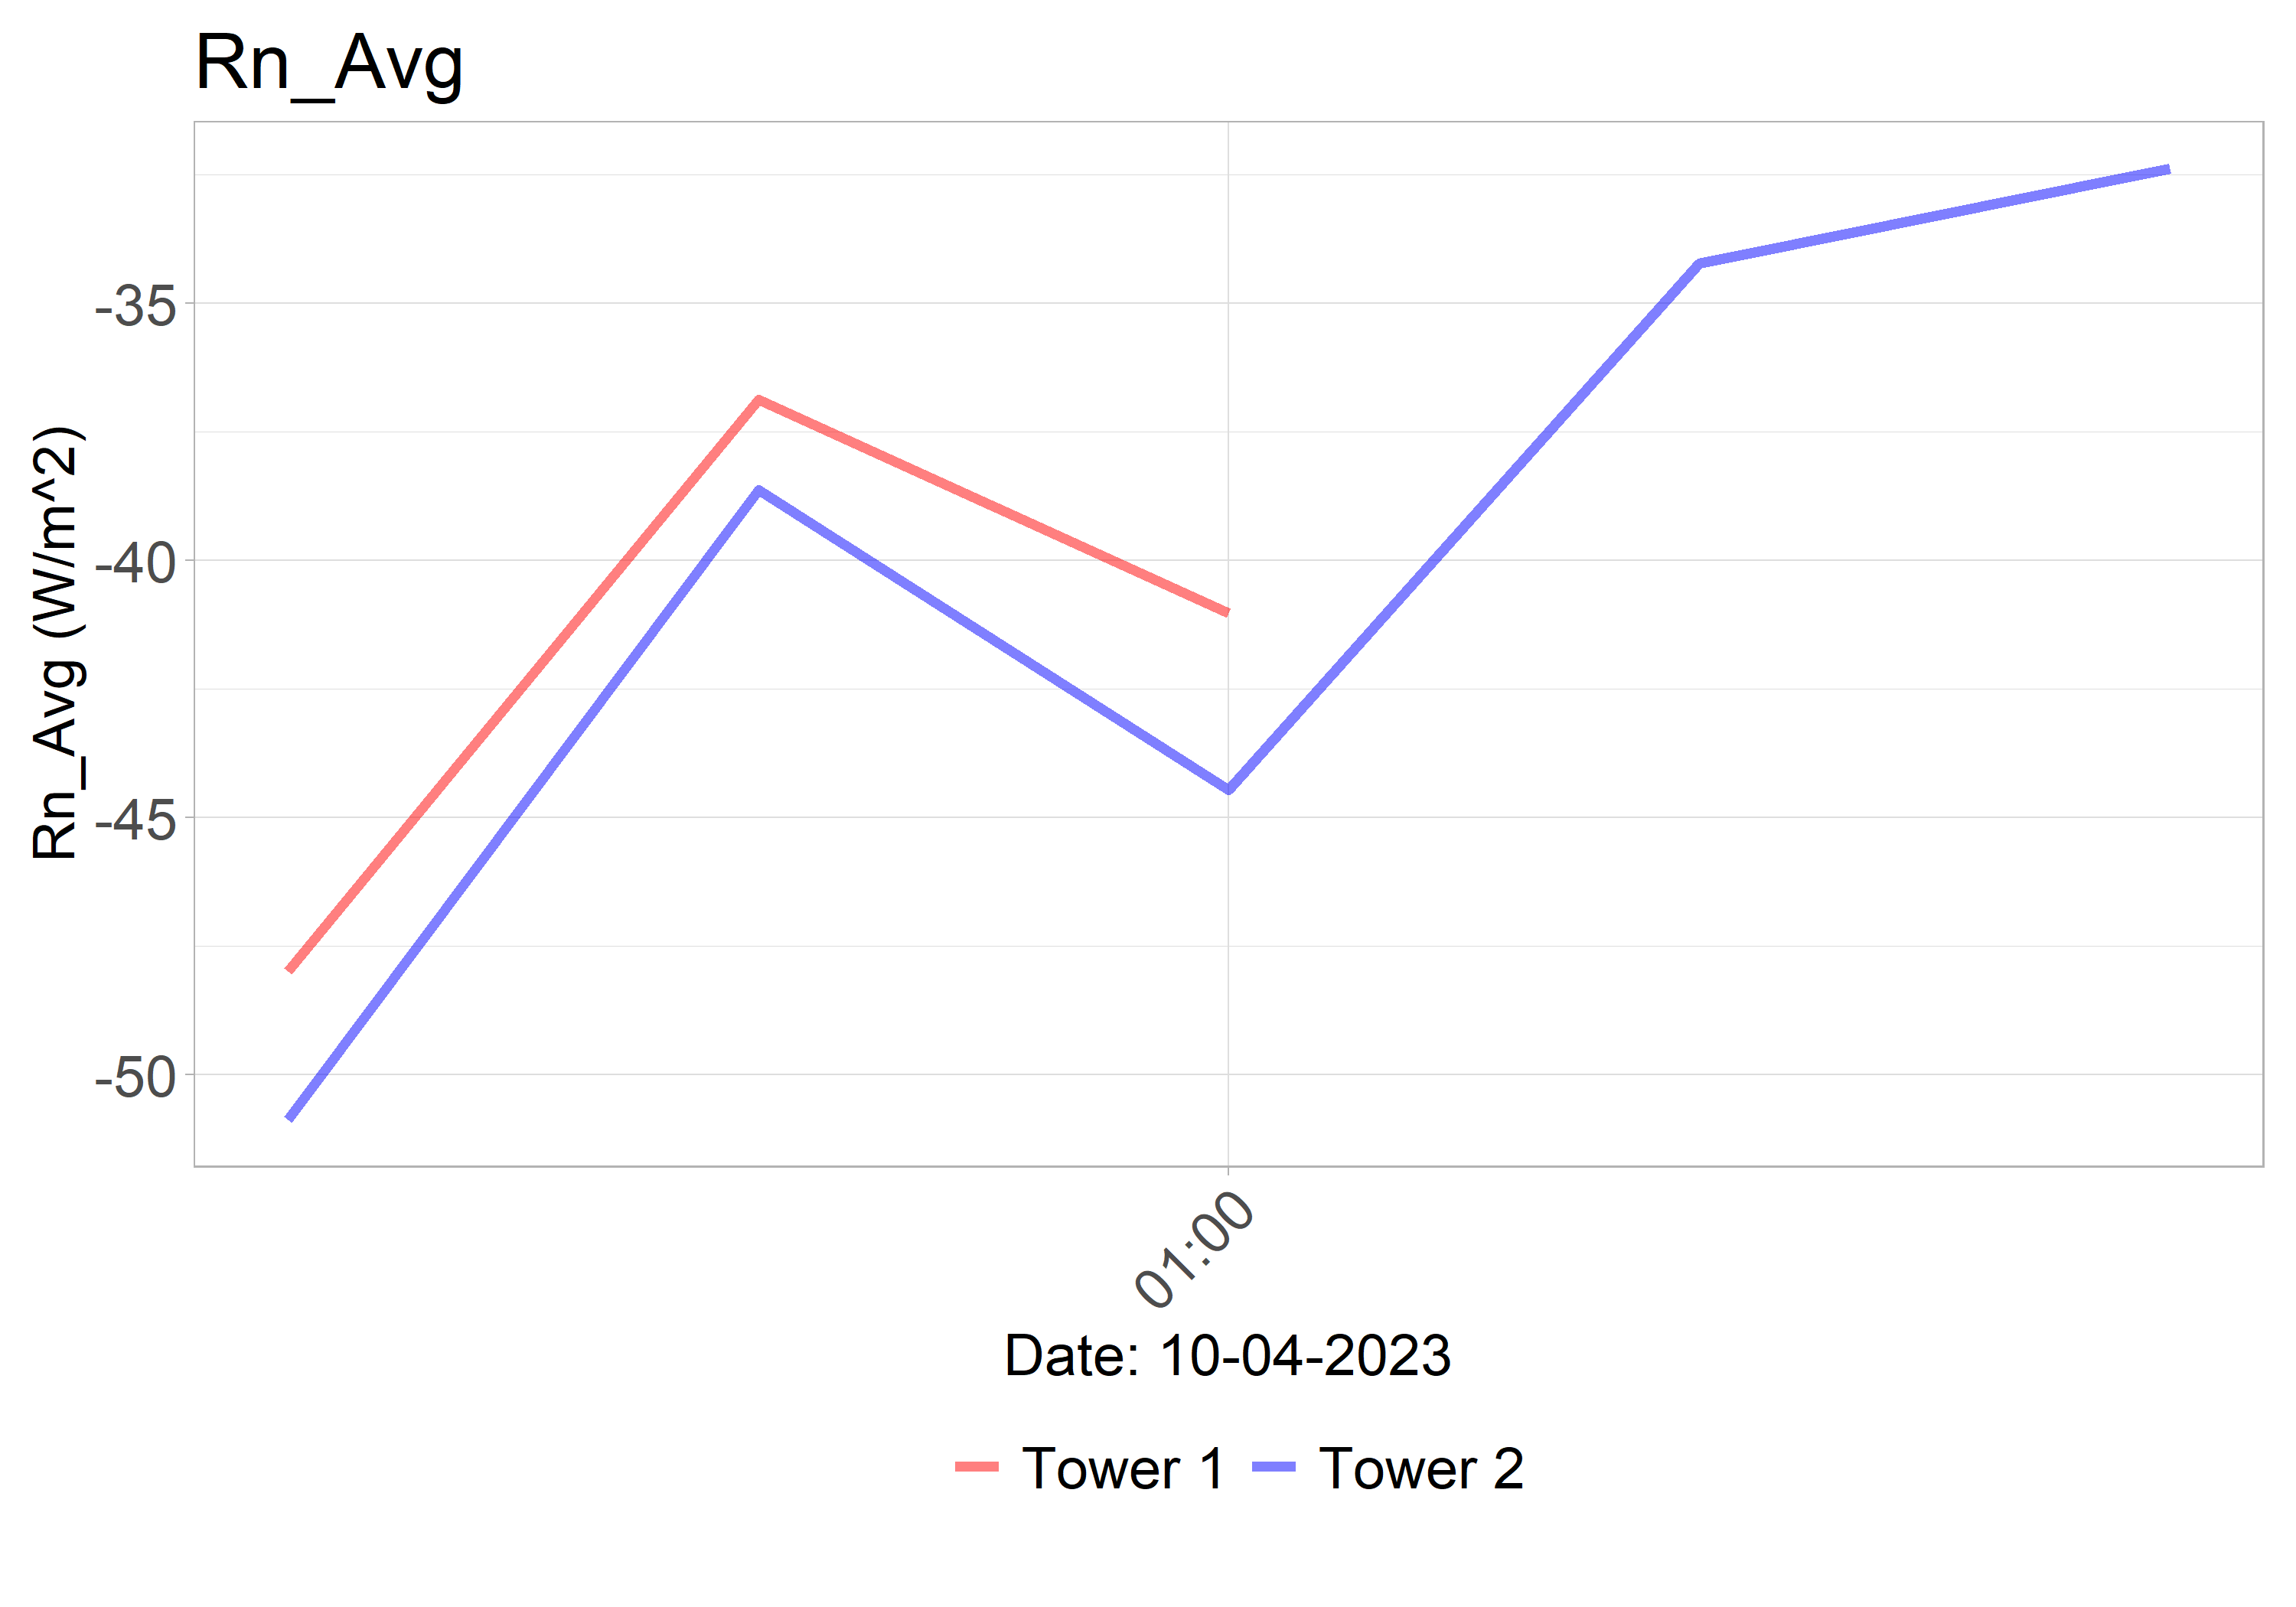 Rn_Avg
Rn_Avg (W/m^2)
-35
-40
-45
-50
01:00
Date: 10-04-2023
Tower 1 Tower 2